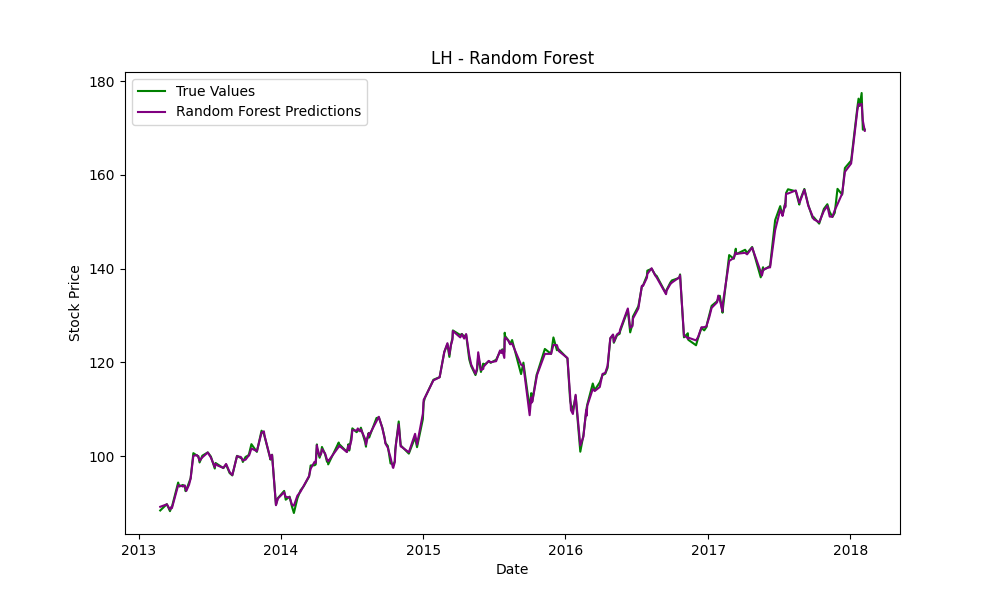 LH - Random Forest
True Values
Random Forest Predictions
180
160
140
120
100
Stock Price
2013 2014 2015 2016 2017 2018
Date